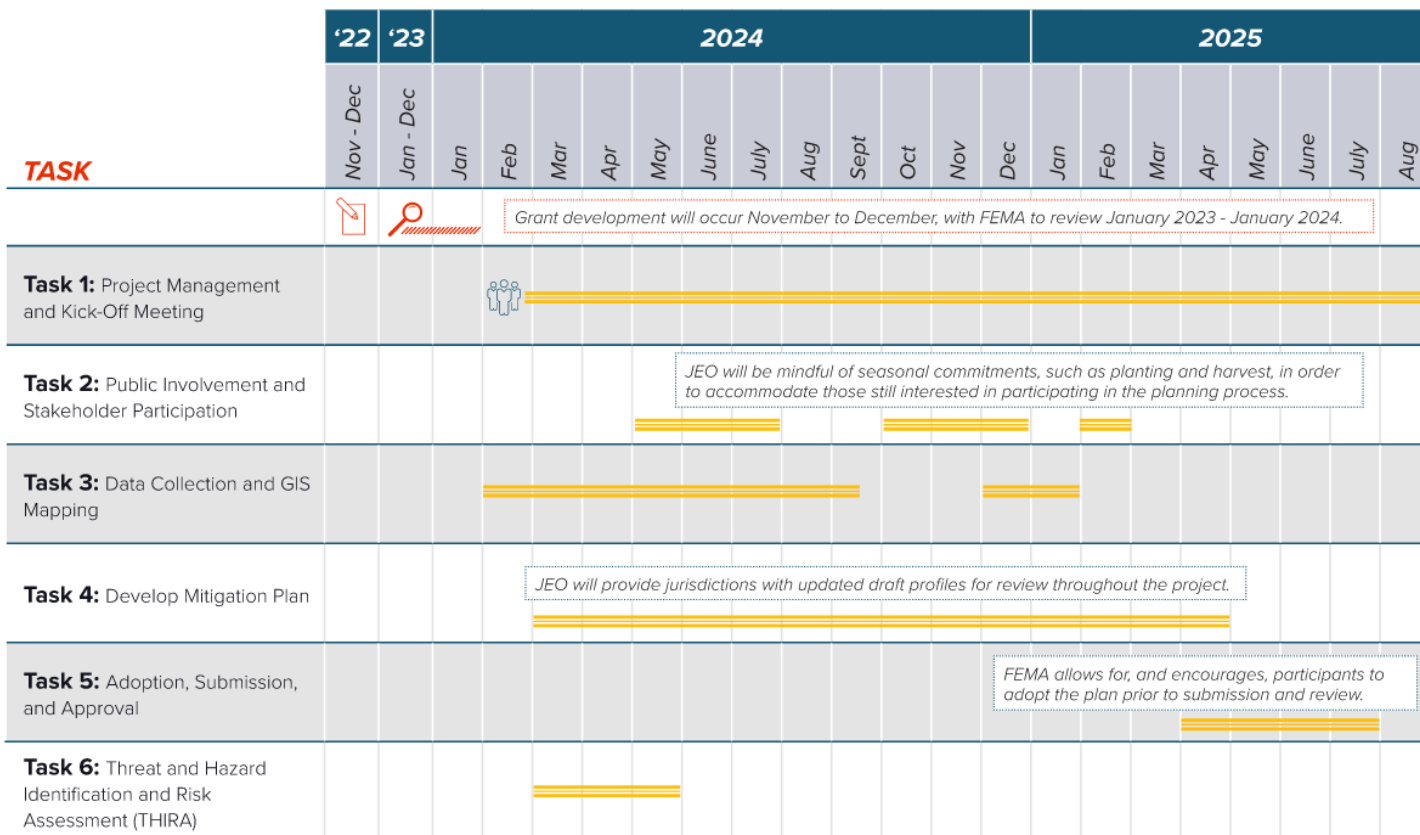 ‘22 ‘23 2024 2025
TASK Nov - Dec Jan - Dec Jan Feb Mar Apr May June July Aug Sept Oct Nov Dec Jan Feb Mar Apr May June July Aug
Grant development will occur November to December, with FEMA to review January 2023 - January 2024.
Task 1: Project Management
and Kick-Off Meeting
Task 2: Public Involvement and
Stakeholder Participation
JEO will be mindful of seasonal commitments, such as planting and harvest, in order
to accommodate those still interested in participating in the planning process.
Task 3: Data Collection and GIS
Mapping
Task 4: Develop Mitigation Plan
JEO will provide jurisdictions with updated draft profiles for review throughout the project.
Task 5: Adoption, Submission,
and Approval
FEMA allows for, and encourages, participants to
adopt the plan prior to submission and review.
Task 6: Threat and Hazard
Identification and Risk
Assessment (THIRA)